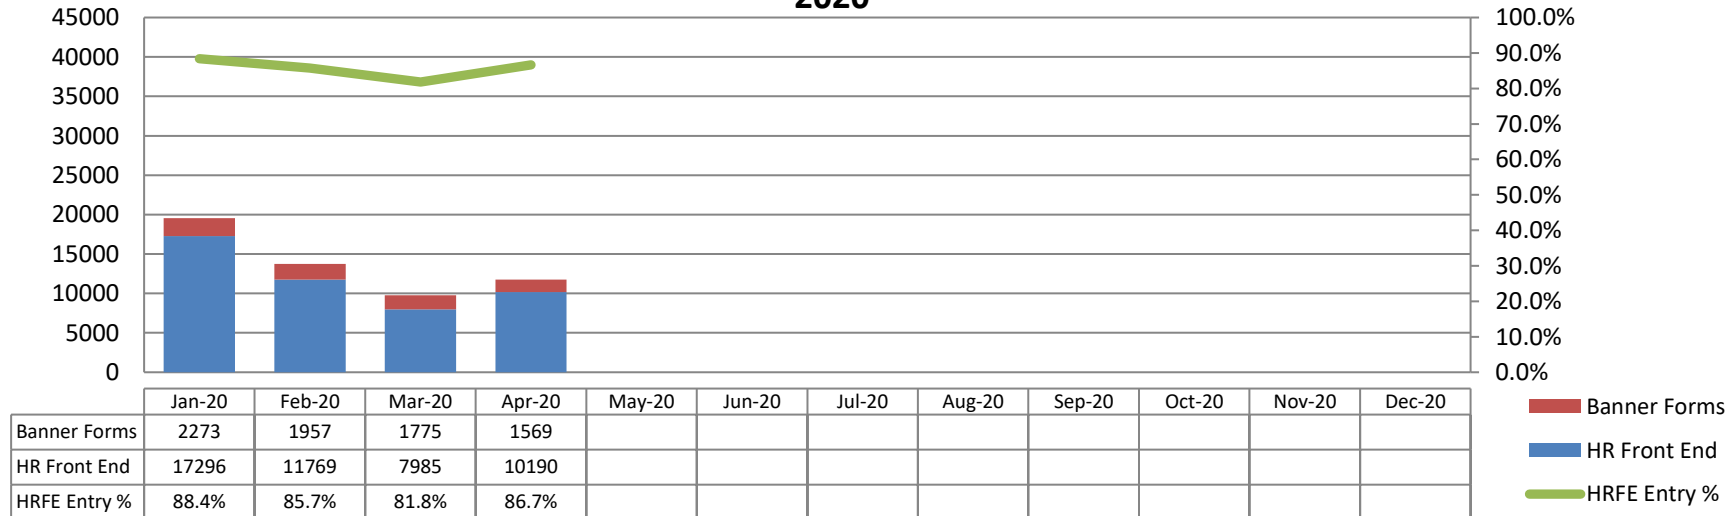 2020
45000 100.0%
40000 90.0%
35000 80.0%
30000 70.0%
25000 60.0%
20000 50.0%
15000 40.0%
10000 30.0%
5000 20.0%
0 10.0%
0.0%
Jan-20 Feb-20 Mar-20 Apr-20 May-20 Jun-20 Jul-20 Aug-20 Sep-20 Oct-20 Nov-20 Dec-20
Banner Forms 2273 1957 1775 1569
HR Front End 17296 11769 7985 10190
HRFE Entry % 88.4% 85.7% 81.8% 86.7%
Banner Forms
HR Front End
HRFE Entry %